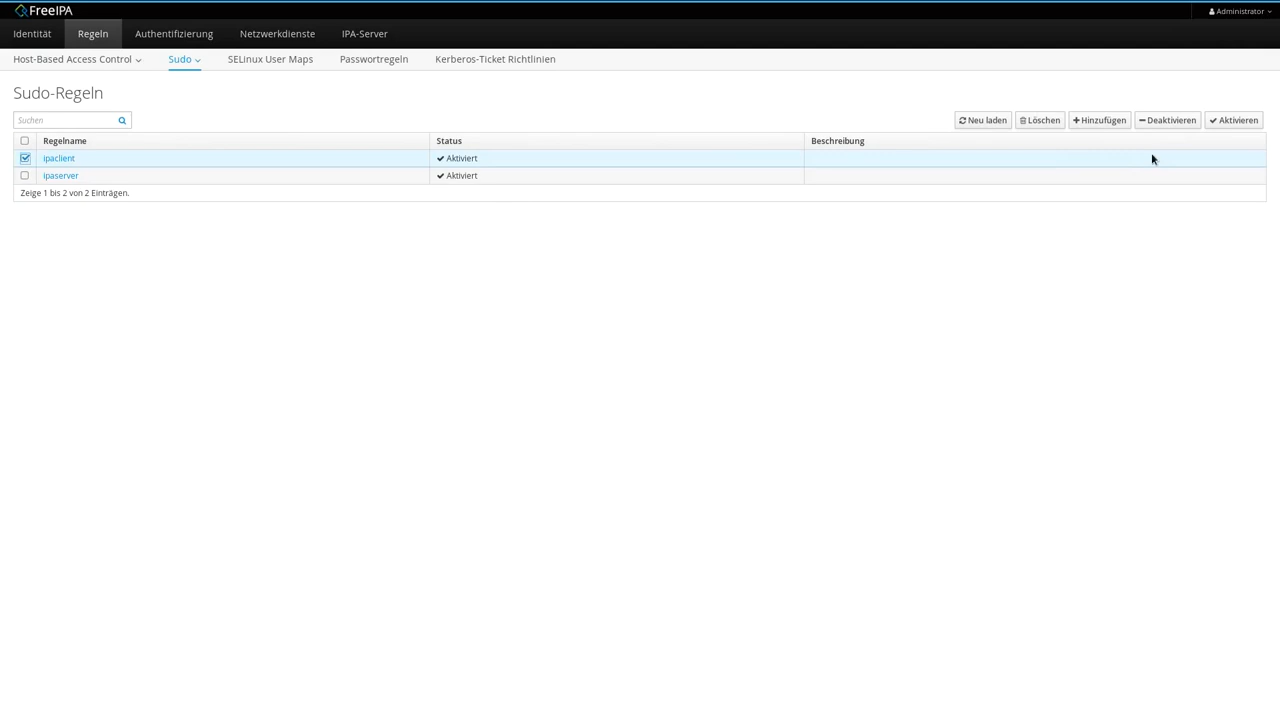 FreeIPA
Administrator
Identität Regeln Authentifizierung Netzwerkdienste IPA-Server
Host-Based Access Control Sudo SELinux User Maps Passwortregeln Kerberos-Ticket Richtlinien
Sudo-Regeln
Suchen Neu laden Löschen Hinzufügen Deaktivieren Aktivieren
Regelname Status Beschreibung
ipaclient Aktiviert
ipaserver Aktiviert
Zeige 1 bis 2 von 2 Einträgen.